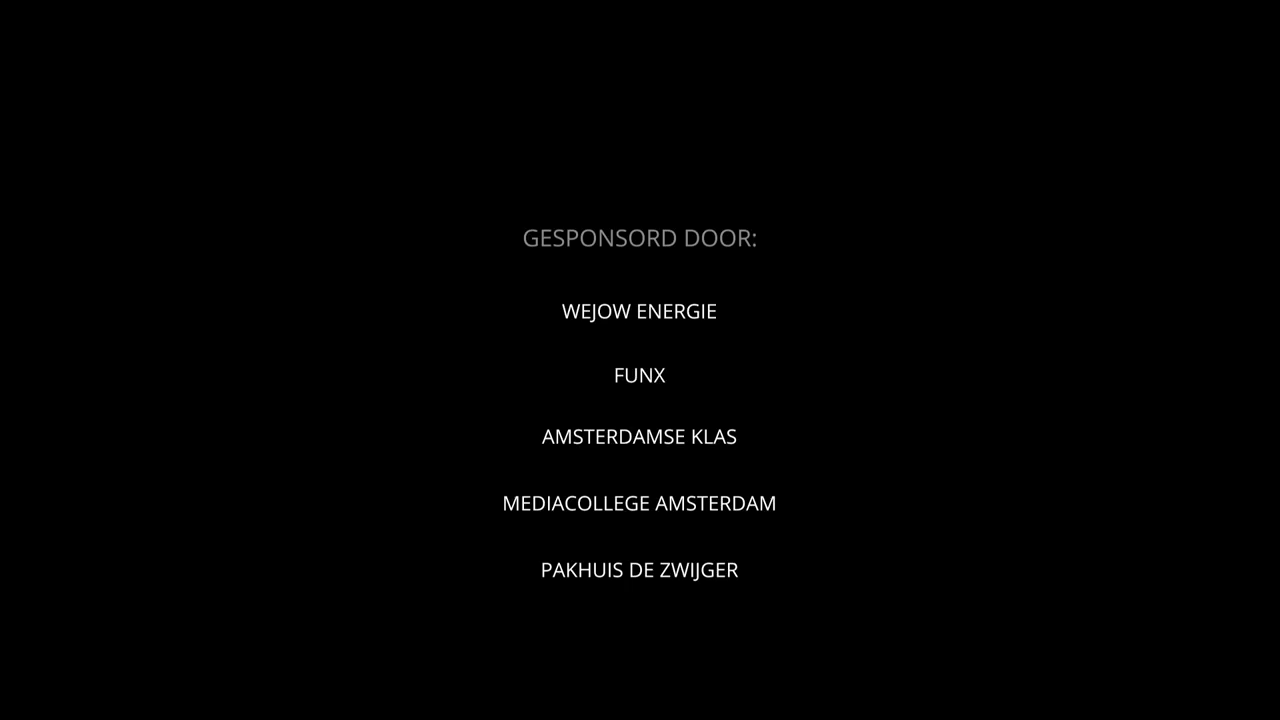 GESPONSORD DOOR:
WEJOW ENERGIE
FUNX
AMSTERDAMSE KLAS
MEDIACOLLEGE AMSTERDAM
PAKHUIS DE ZWIJGER